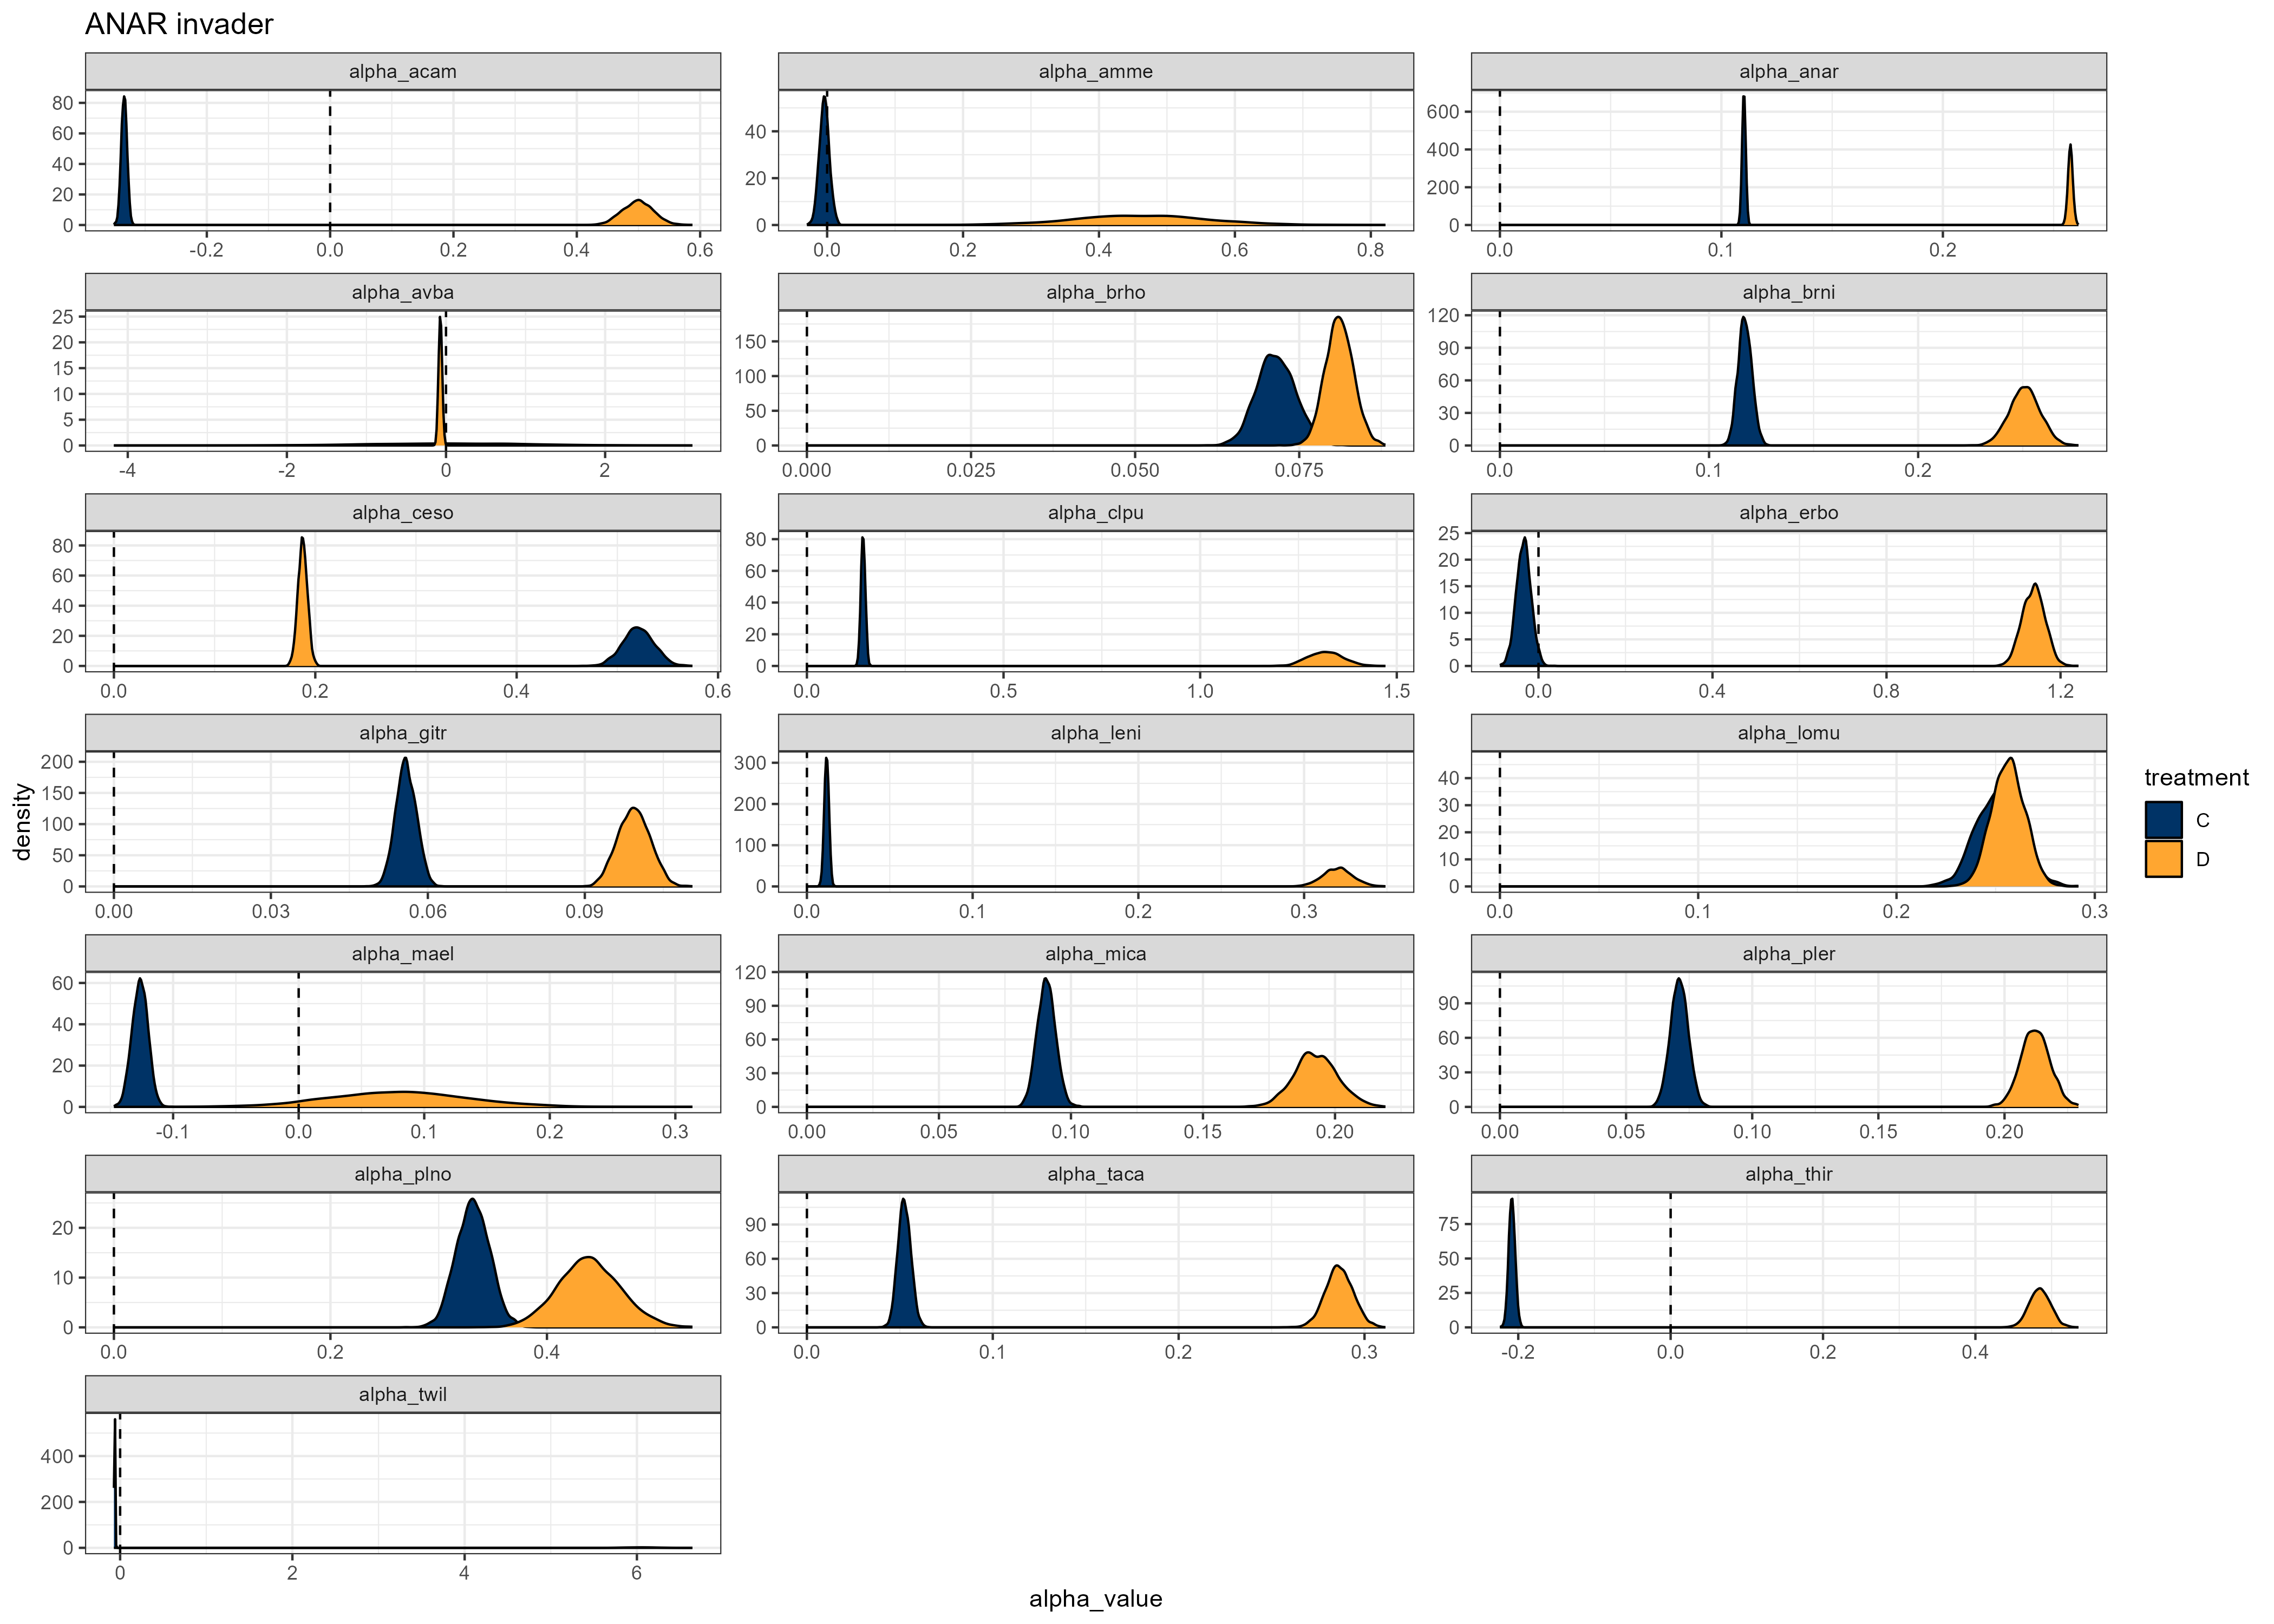 ANAR invader
alpha_acam alpha_amme alpha_anar
80 60 40 20 0
-0.2 0.0 0.2 0.4 0.6
40 20 0
0.0 0.2 0.4 0.6 0.8
600 400 200 0
0.0 0.1 0.2
alpha_avba alpha_brho alpha_brni
25 20 15 10 5 0
-4 -2 0 2
150 100 50 0
0.000 0.025 0.050 0.075
120 90 60 30 0
0.0 0.1 0.2
alpha_ceso alpha_clpu alpha_erbo
80 60 40 20 0
0.0 0.2 0.4 0.6
80 60 40 20 0
0.0 0.5 1.0 1.5
25 20 15 10 5 0
0.0 0.4 0.8 1.2
alpha_gitr alpha_leni alpha_lomu
200 150 100 50 0
0.00 0.03 0.06 0.09
300 200 100 0
0.0 0.1 0.2 0.3
40 30 20 10 0
0.0 0.1 0.2 0.3
alpha_mael alpha_mica alpha_pler
60 40 20 0
-0.1 0.0 0.1 0.2 0.3
120 90 60 30 0
0.00 0.05 0.10 0.15 0.20
90 60 30 0
0.00 0.05 0.10 0.15 0.20
alpha_plno alpha_taca alpha_thir
20 10 0
0.0 0.2 0.4
90 60 30 0
0.0 0.1 0.2 0.3
75 50 25 0
-0.2 0.0 0.2 0.4
alpha_twil
400 200 0
0 2 4 6
density
alpha_value
treatment
C
D